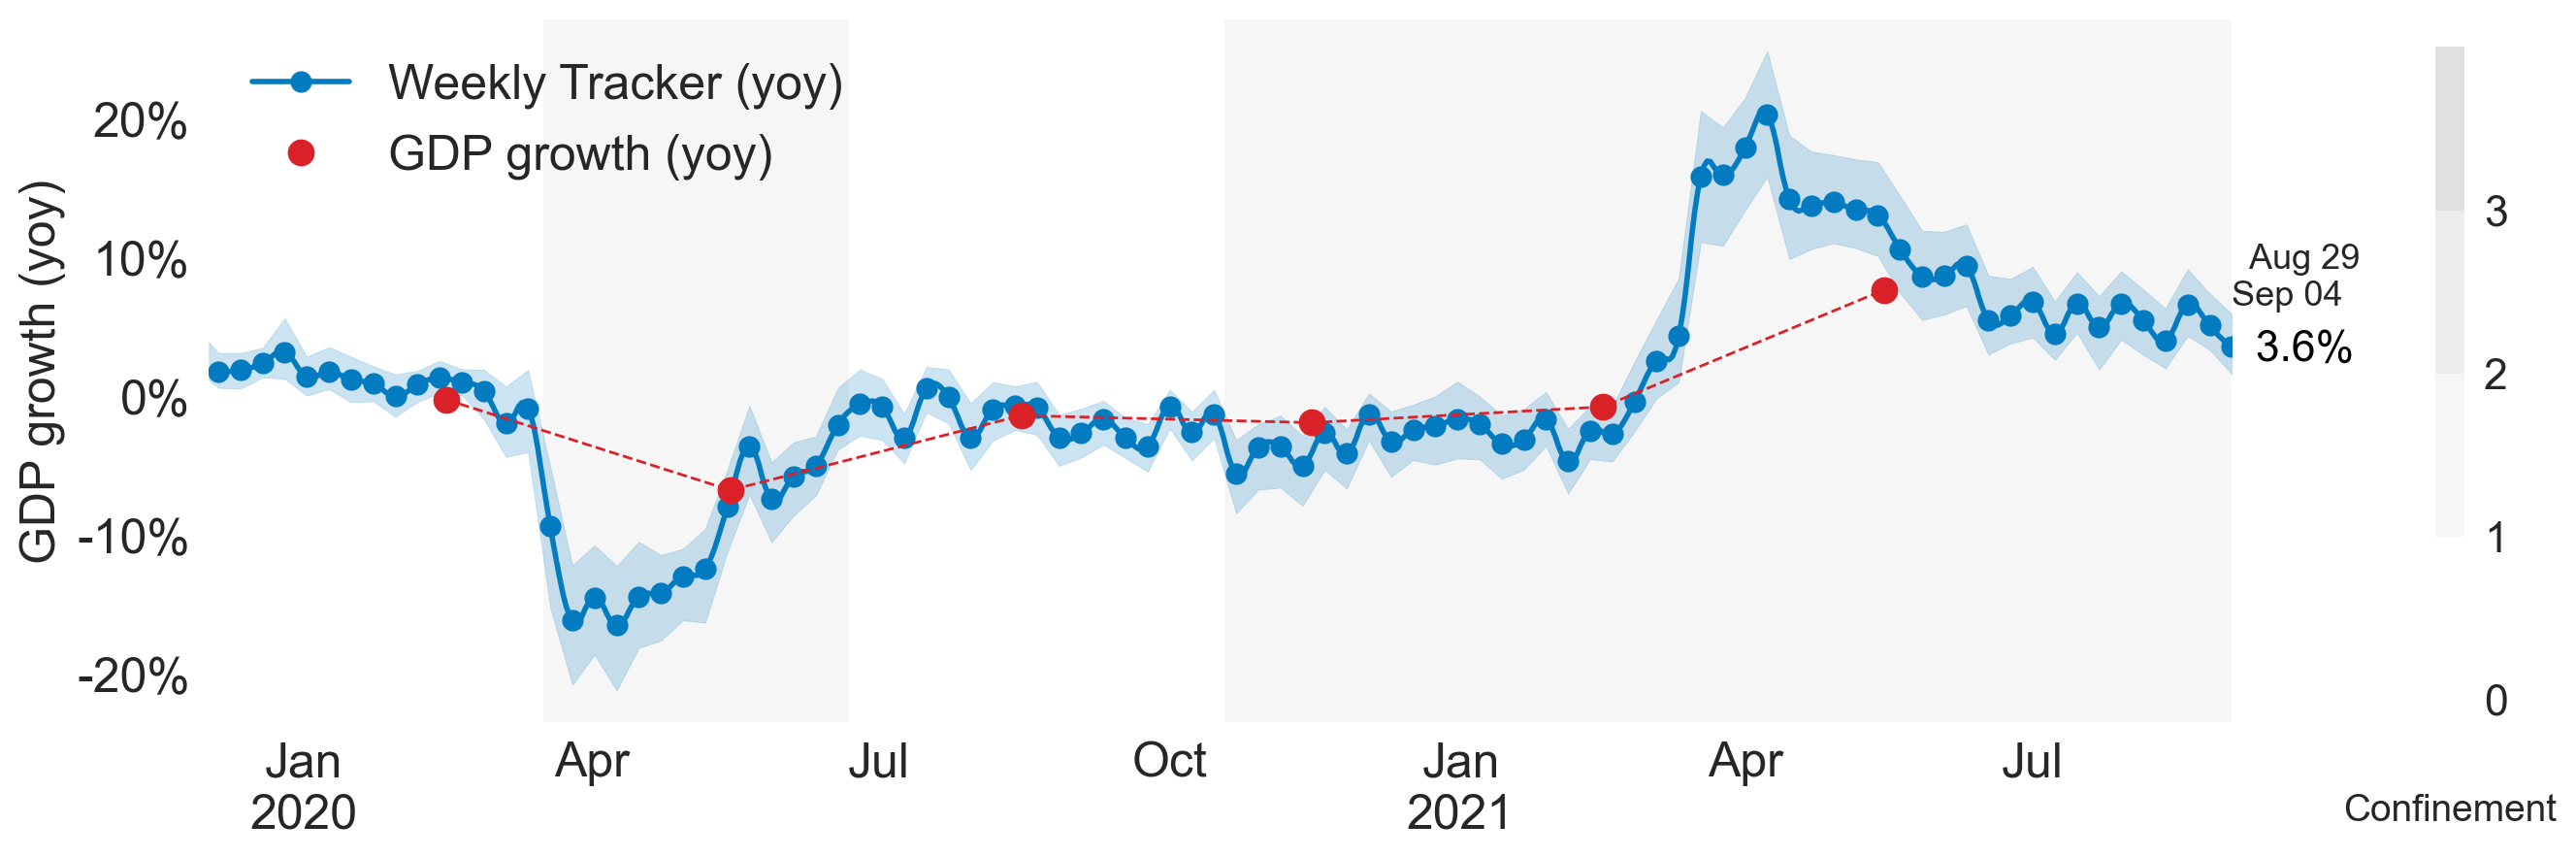 Weekly Tracker (yoy)
GDP growth (yoy)
GDP growth (yoy)
20%
10%
0%
-10%
-20%
Jan
2020
Apr
Jul
Oct
Jan
2021
Apr
Jul
Aug 29
Sep 04
3.6%
3
2
1
0
Confinement